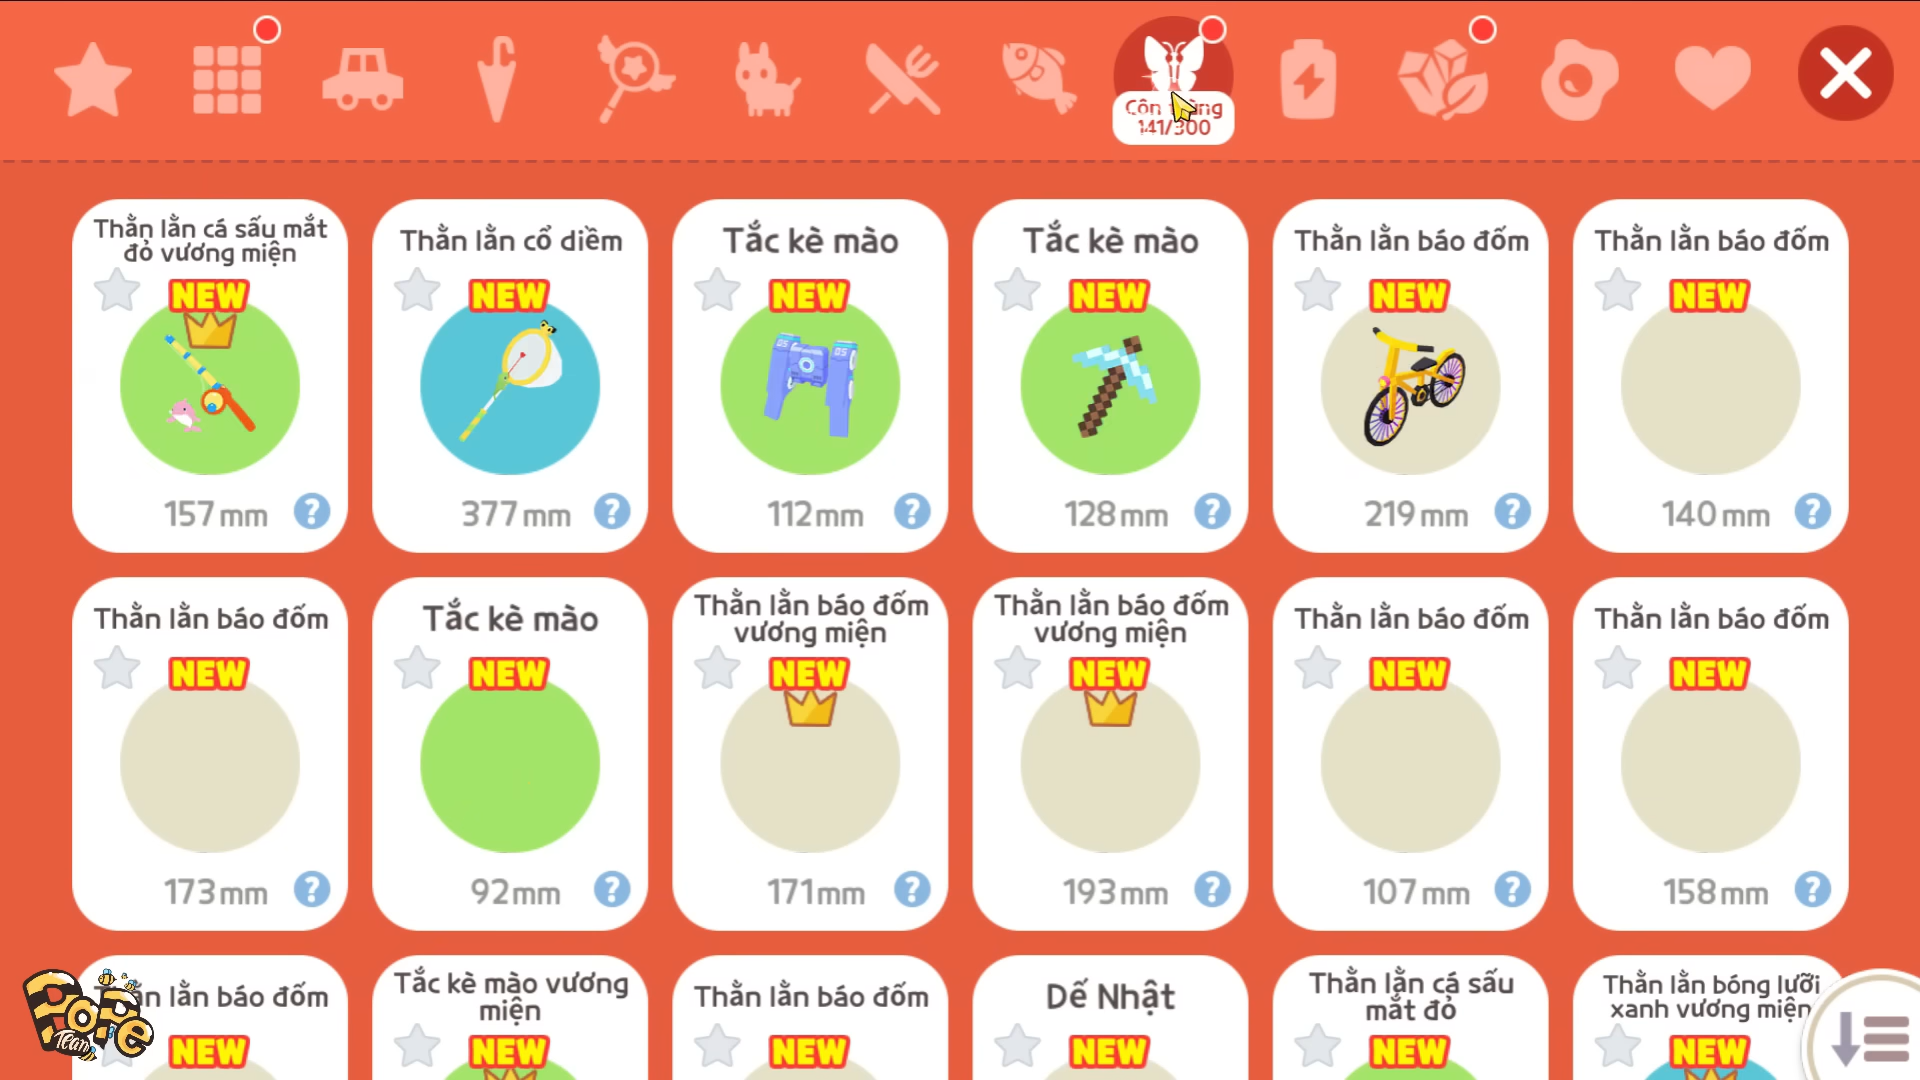 Côn
141/300
Thằn lằn cá sấu mắt
đỏ vương miện
NEW
157mm
?
Thằn lằn cổ diềm
NEW
377mm
?
Tắc kè mào
NEW
05
05
112mm
?
Tắc kè mào
NEW
128mm
?
Thằn lằn báo đốm
NEW
219mm
?
Thằn lằn báo đốm
NEW
140mm
?
Thằn lằn báo đốm
NEW
173mm
?
Tắc kè mào
NEW
92mm
?
Thằn lằn báo đốm
vương miện
NEW
171mm
?
Thằn lằn báo đốm
vương miện
NEW
193mm
?
Thằn lằn báo đốm
NEW
107mm
?
Thằn lằn báo đốm
NEW
158mm
?
lằn báo đốm
NEW
Tắc kè mào vương
miện
NEW
Thằn lằn báo đốm
NEW
Dế Nhật
NEW
Thằn lằn cá sấu
mắt đỏ
NEW
Thằn lằn bóng lưỡi
xanh vương miện
NEW
PoPe
Team